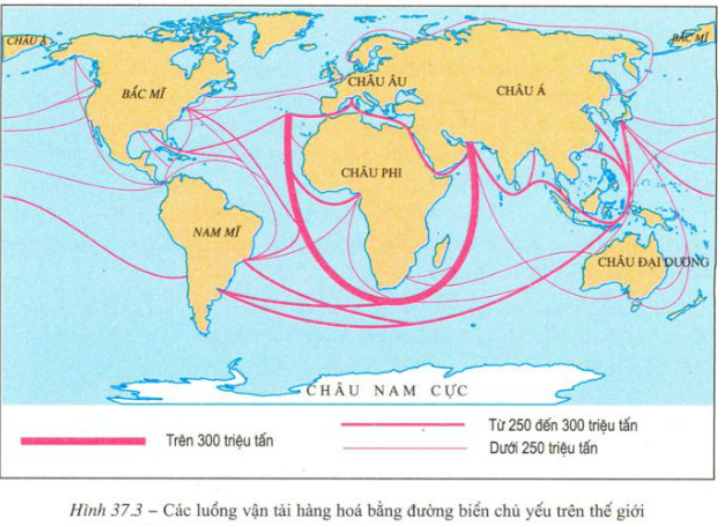 CHÂU Á
BẮC MĨ
BẮC MĨ
CHÂU ÂU
CHÂU Á
CHÂU PHI
NAM MĨ
CHÂU ĐẠI DƯƠNG
CHÂU NAM CỰC
Trên 300 triệu tấn
Từ 250 đến 300 triệu tấn
Dưới 250 triệu tấn
Hình 37.3 – Các luồng vận tải hàng hoá bằng đường biển chủ yếu trên thế giới